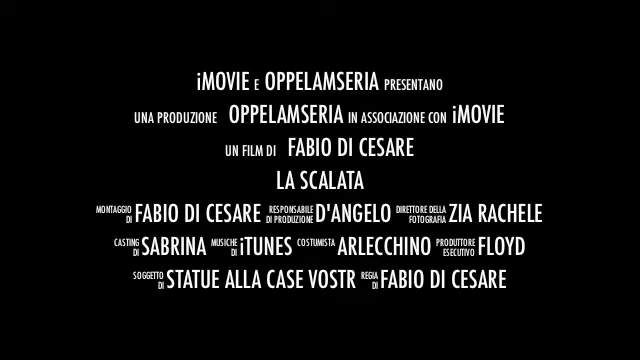 iMOVIE E OPPELAMSERIA PRESENTANO
UNA PRODUZIONE OPPELAMSERIA IN ASSOCIAZIONE CON iMOVIE
UN FILM DI FABIO DI CESARE
LA SCALATA
MONTAGGIO DI FABIO DI CESARE RESPONSABILE DI PRODUZIONE D'ANGELO DIRETTORE DELLA FOTOGRAFIA ZIA RACHELE
CASTING DI SABRINA MUSICHE DI iTUNES COSTUMISTA ARLECCHINO PRODUTTORE ESECUTIVO FLOYD
SOGGETTO DI STATUE ALLA CASE VOSTR REGIA DI FABIO DI CESARE